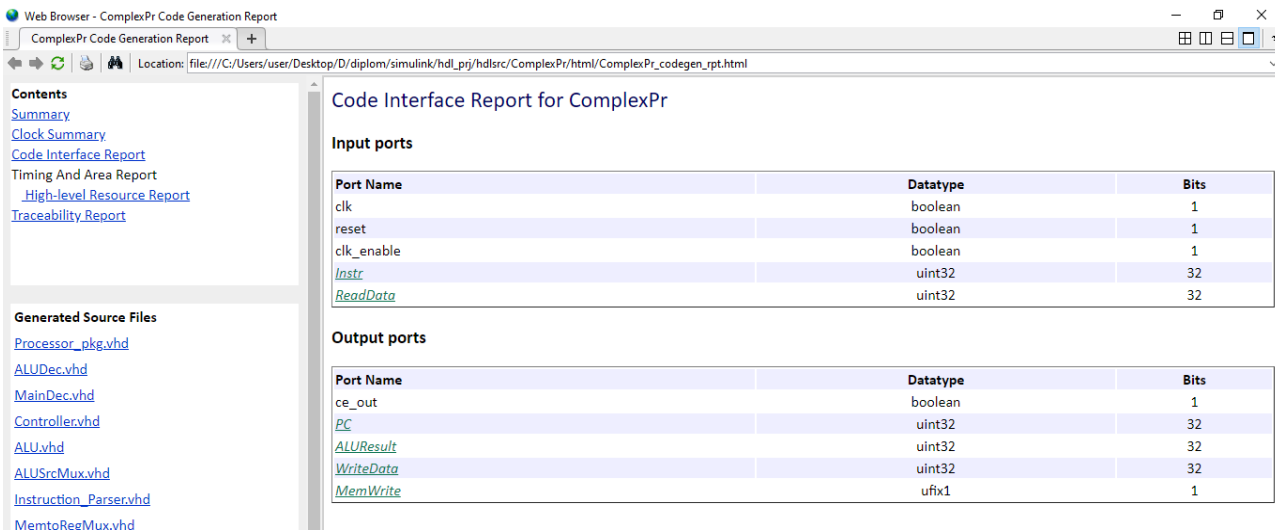 Web Browser - ComplexPr Code Generation Report
ComplexPr Code Generation Report
Location: file:///C:/Users/user/Desktop/D/diplom/simulink/hdl_prj/hdlsrc/ComplexPr/html/ComplexPr_codegen_rpt.html
Contents
Summary
Clock Summary
Code Interface Report
Timing And Area Report
High-level Resource Report
Traceability Report
Generated Source Files
Processor_pkg.vhd
ALUDec.vhd
MainDec.vhd
Controller.vhd
ALU.vhd
ALUSrcMux.vhd
Instruction_Parser.vhd
MemtoRegMux.vhd
Code Interface Report for ComplexPr
Input ports
Port Name Datatype Bits
clk boolean 1
reset boolean 1
clk_enable boolean 1
Instr uint32 32
ReadData uint32 32
Output ports
Port Name Datatype Bits
ce_out boolean 1
PC uint32 32
ALUResult uint32 32
WriteData uint32 32
MemWrite ufix1 1